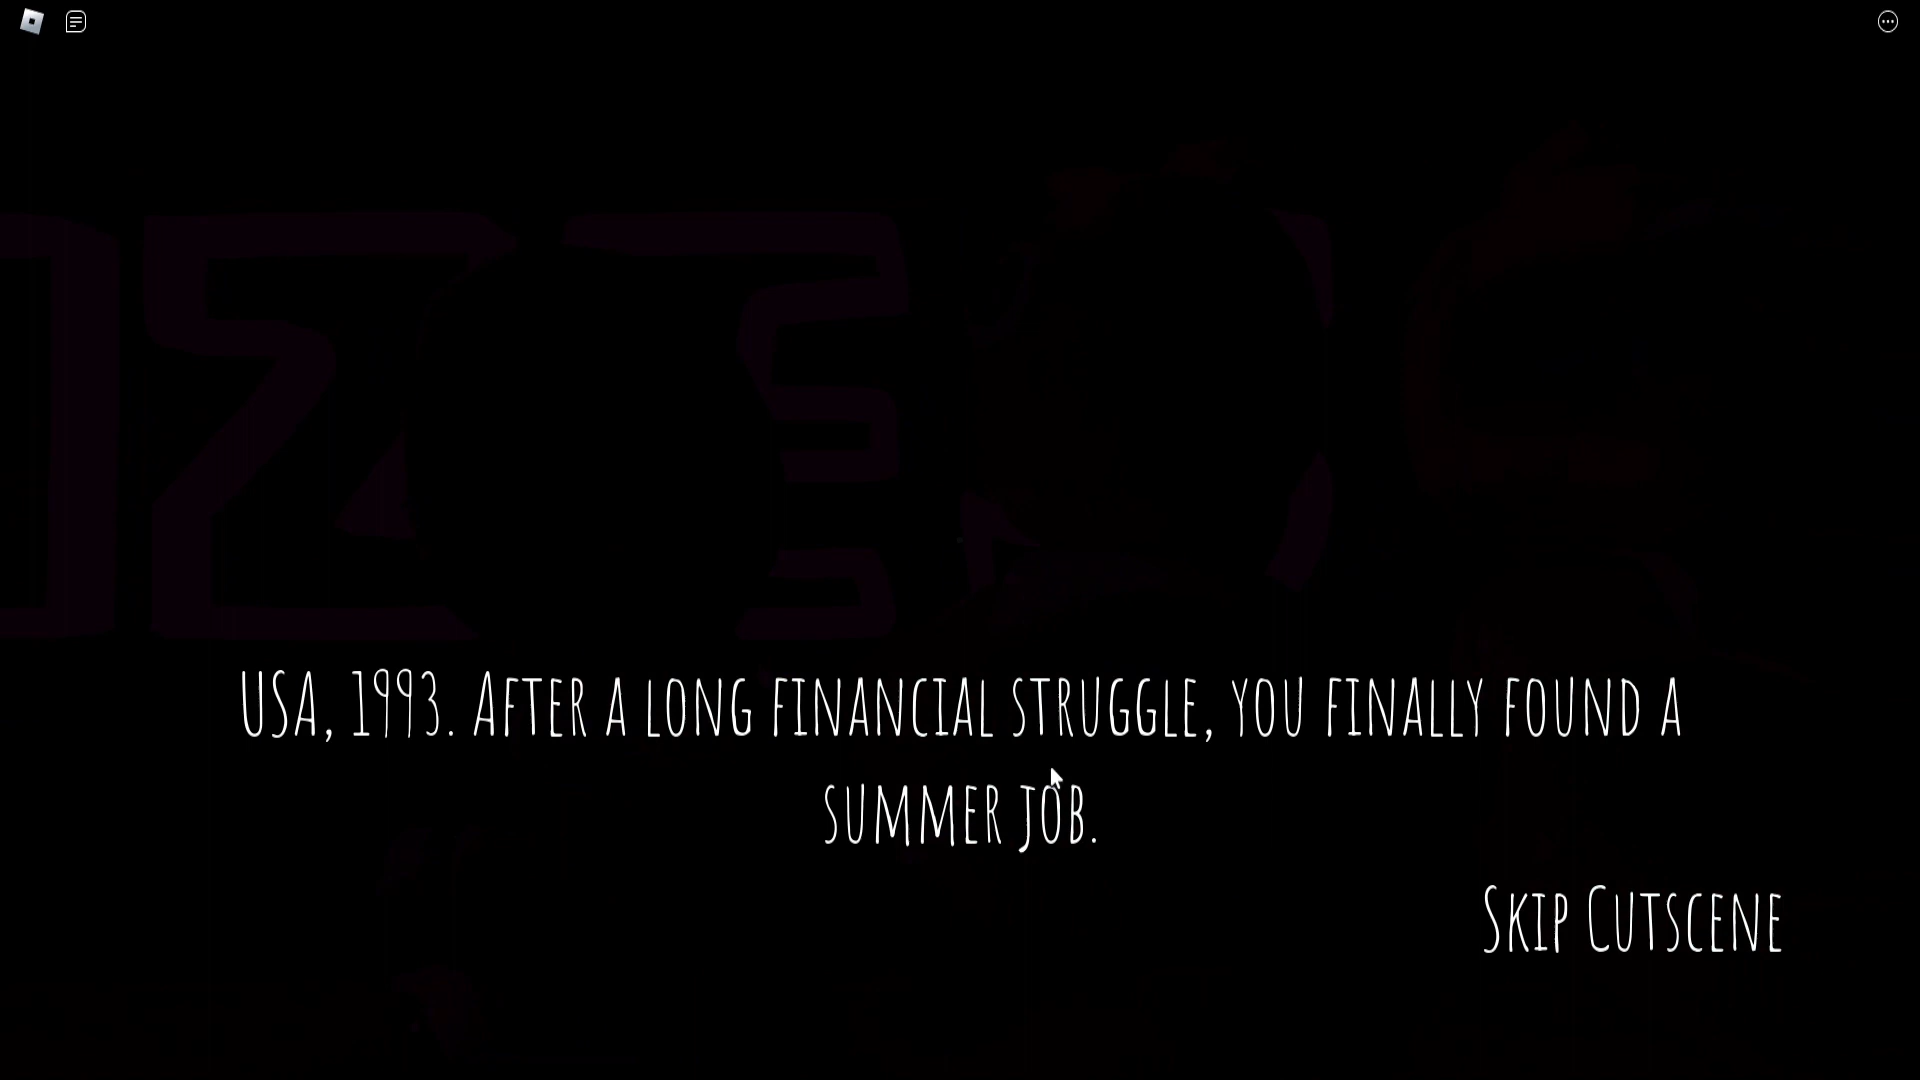 USA, 1993. After a long financial struggle, you finally found a
summer job.
Skip Cutscene